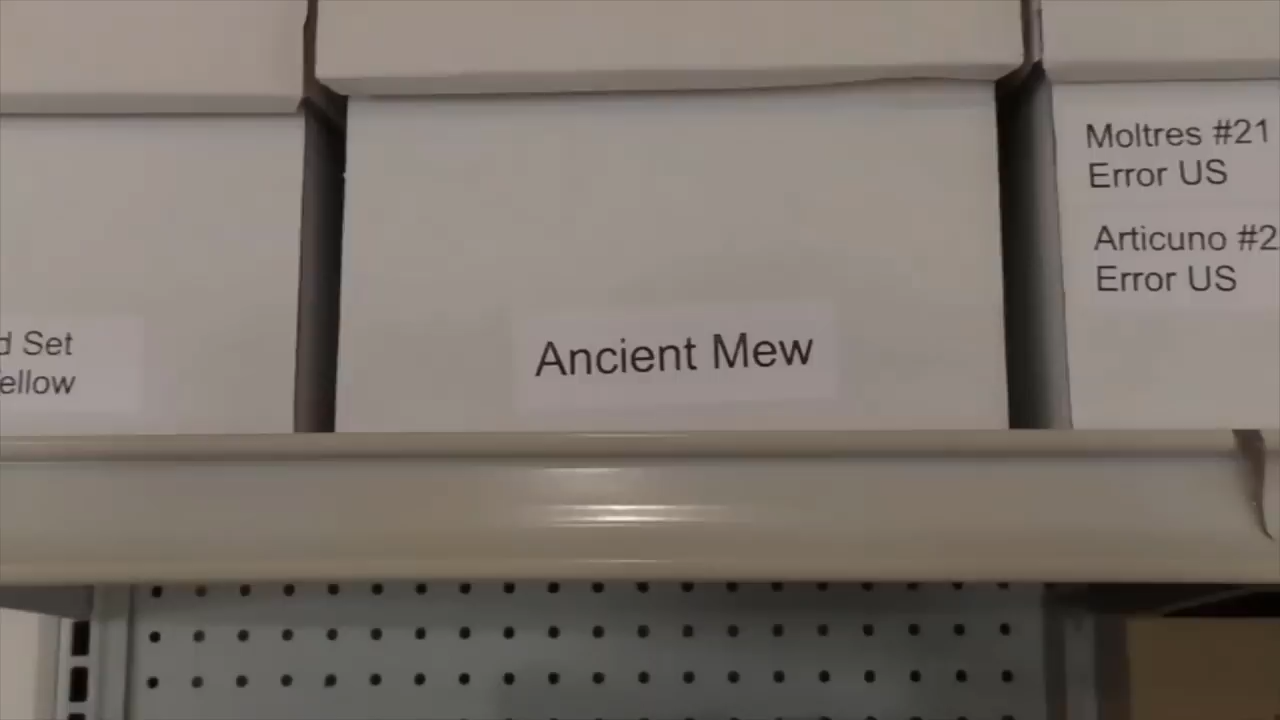 d Set
ellow
Ancient Mew
Moltres #21
Error US
Articuno #2
Error US